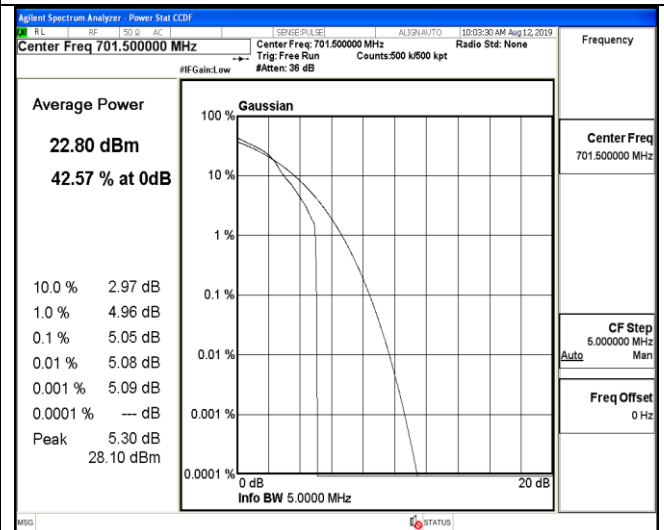 Agilent Spectrum Analyzer - Power Stat CCDF
RL RF 50 Ω AC SENSE:PULSE ALIGNAUTO 10:03:30 AM Aug 12, 2019
Center Freq 701.500000 MHz
Center Freq: 701.500000 MHz Radio Std: None
Trig: Free Run Counts:500 k/500 kpt
#IFGain:Low #Atten: 36 dB
Frequency
Average Power
22.80 dBm
42.57 % at 0dB
10.0 % 2.97 dB
1.0 % 4.96 dB
0.1 % 5.05 dB
0.01 % 5.08 dB
0.001 % 5.09 dB
0.0001 % --- dB
Peak 5.30 dB
28.10 dBm
Gaussian
100 %
10 %
1 %
0.1 %
0.01 %
0.001 %
0.0001 %
0 dB 20 dB
Info BW 5.0000 MHz
Center Freq
701.500000 MHz
CF Step
5.000000 MHz
Auto Man
Freq Offset
0 Hz
MSG STATUS